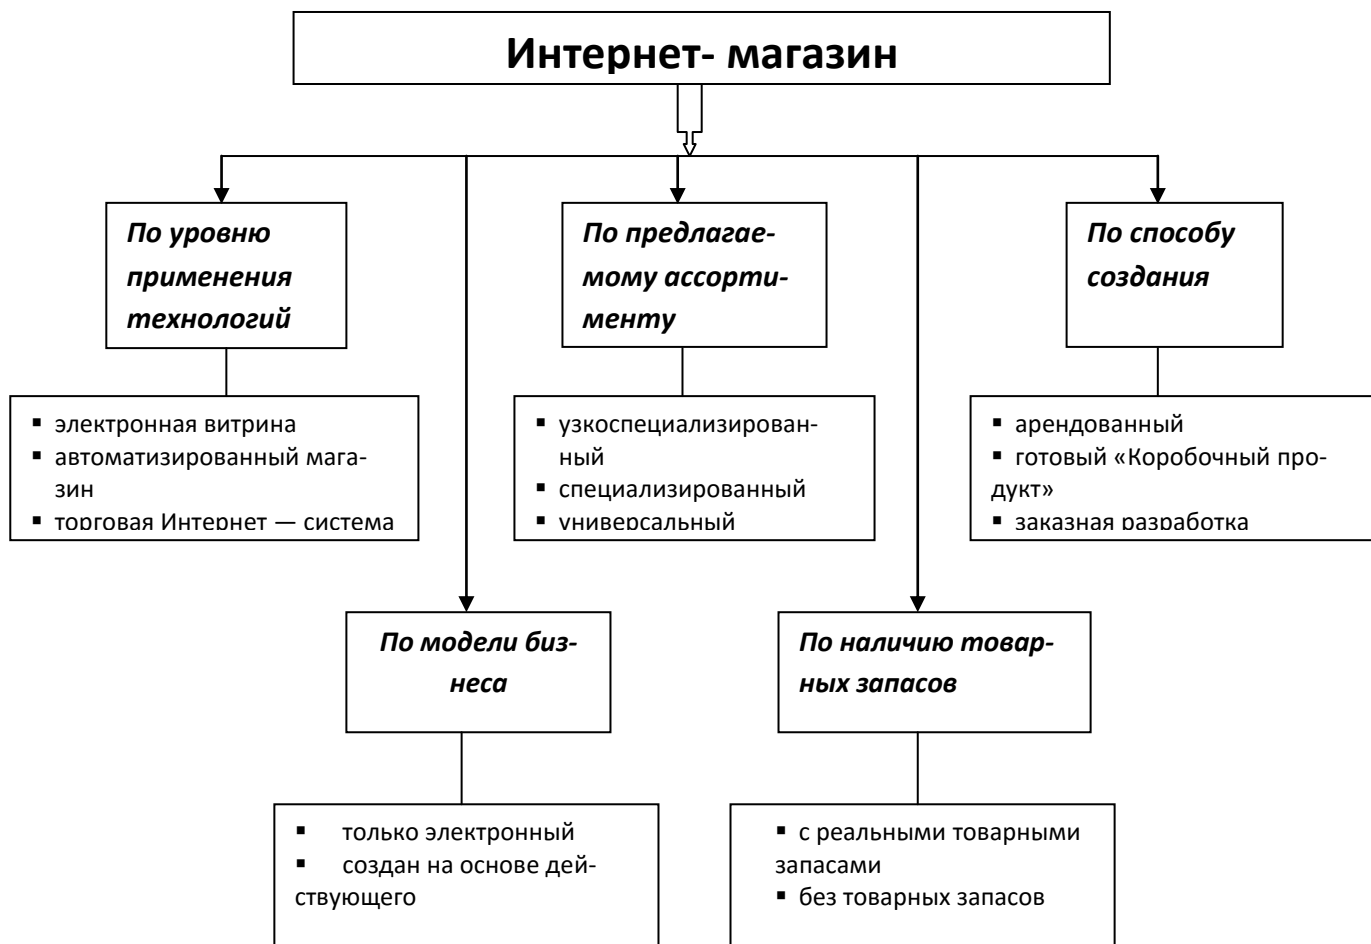 Интернет- магазин
По уровню
применения
технологий
По предлагае-
мому ассорти-
менту
По способу
создания
▪ электронная витрина
▪ автоматизированный мага-
зин
▪ торговая Интернет — система
▪ узкоспециализирован-
ный
▪ специализированный
▪ универсальный
▪ арендованный
▪ готовый «Коробочный про-
дукт»
▪ заказная разработка
По модели биз-
неса
По наличию товар-
ных запасов
▪ только электронный
▪ создан на основе дей-
ствующего
▪ с реальными товарными
запасами
▪ без товарных запасов